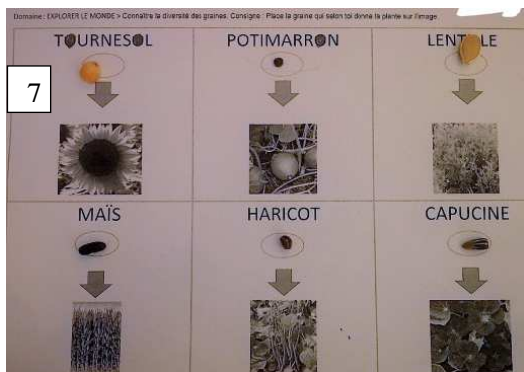 Domaine : EXPLORER LE MONDE > Connaître la diversité des graines. Consigne : Place la graine qui selon toi donne la plante sur l'image
TOURNESOL POTIMARRON LENTILLE
7
MAÏS HARICOT CAPUCINE